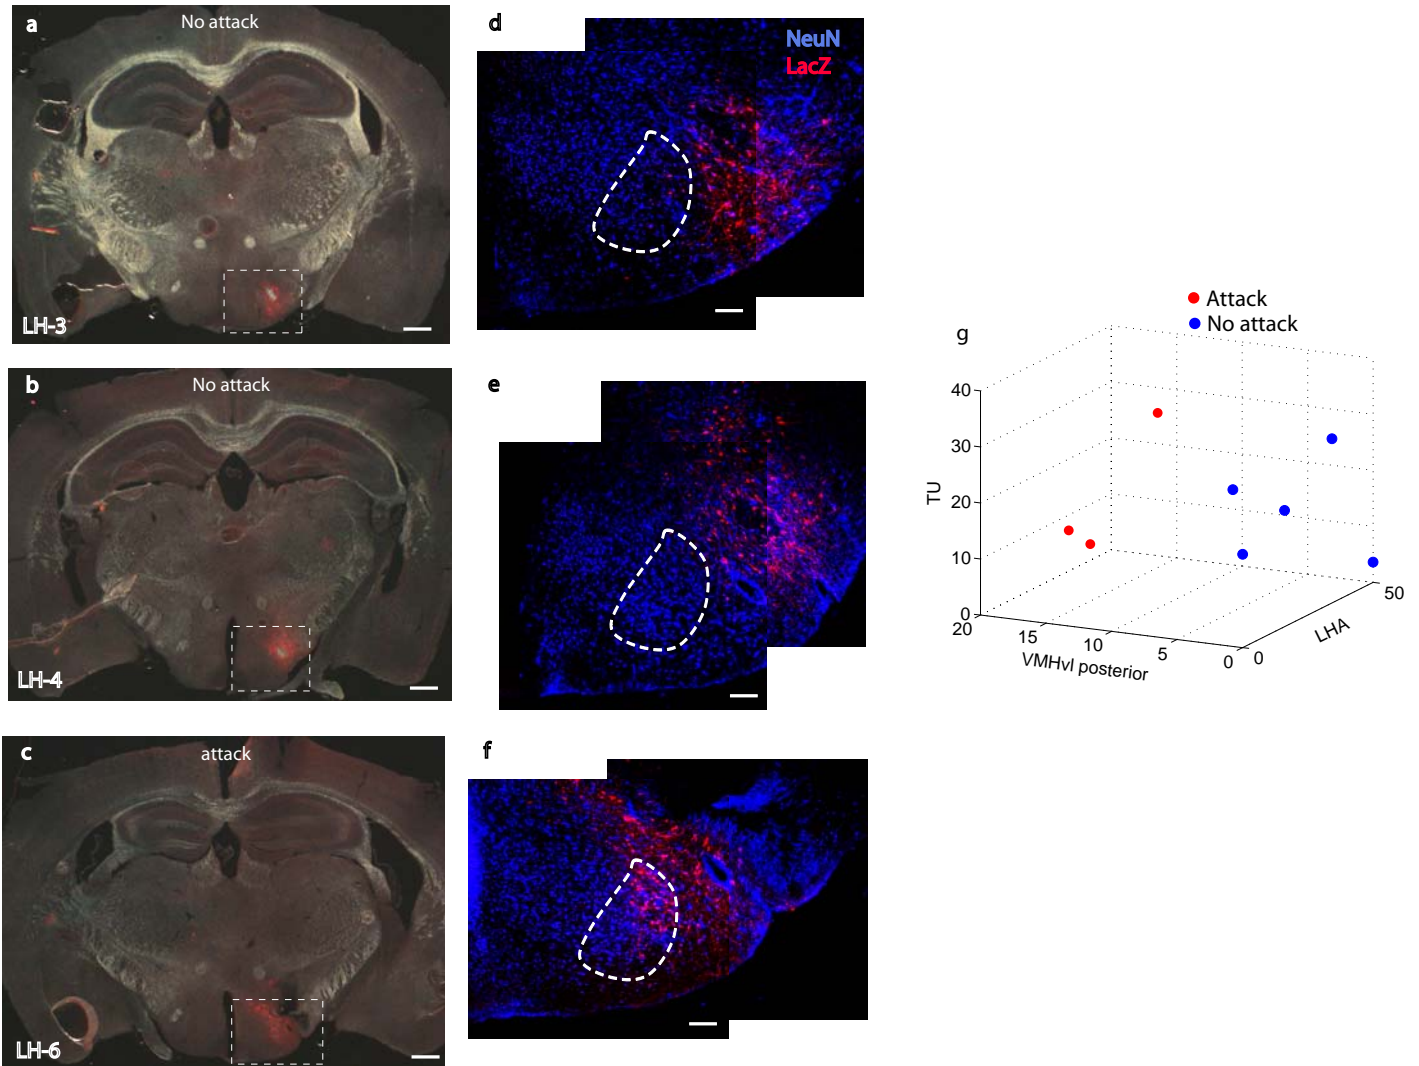 a
No attack
LH-3
d
NeuN
LacZ
b
No attack
LH-4
e
c
attack
LH-6
f
g
Attack
No attack
40
30
20
10
0
TU
20
15
10
5
0
VMHvl posterior
0
50
LHA